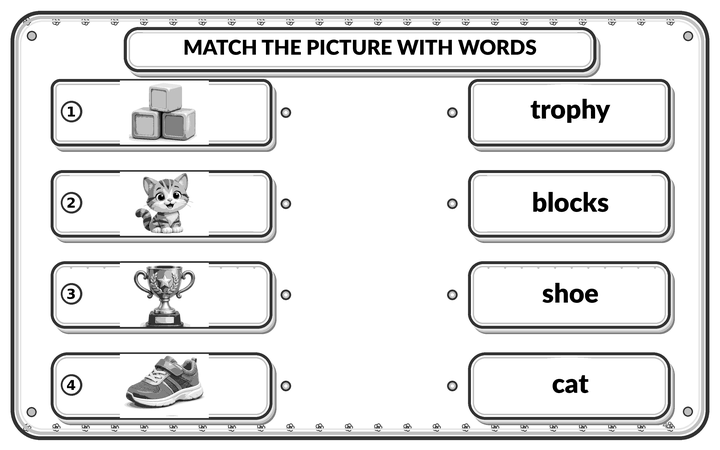 MATCH THE PICTURE WITH WORDS
1
trophy
2
blocks
3
shoe
4
cat